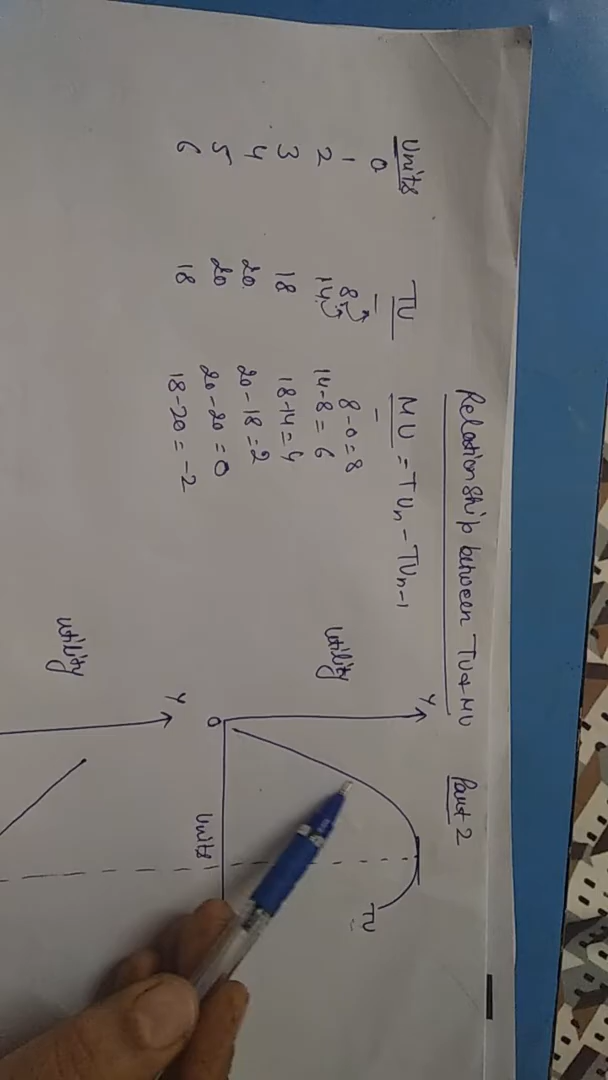 Relationship between TU & MU Part 2
Units TU MU = TUn - TUn-1
0 - -
1 8 8-0=8
2 14 14-8=6
3 18 18-14=4
4 20 20-18=2
5 20 20-20=0
6 18 18-20=-2
Y
utility
TU
O
Units
Y
utility